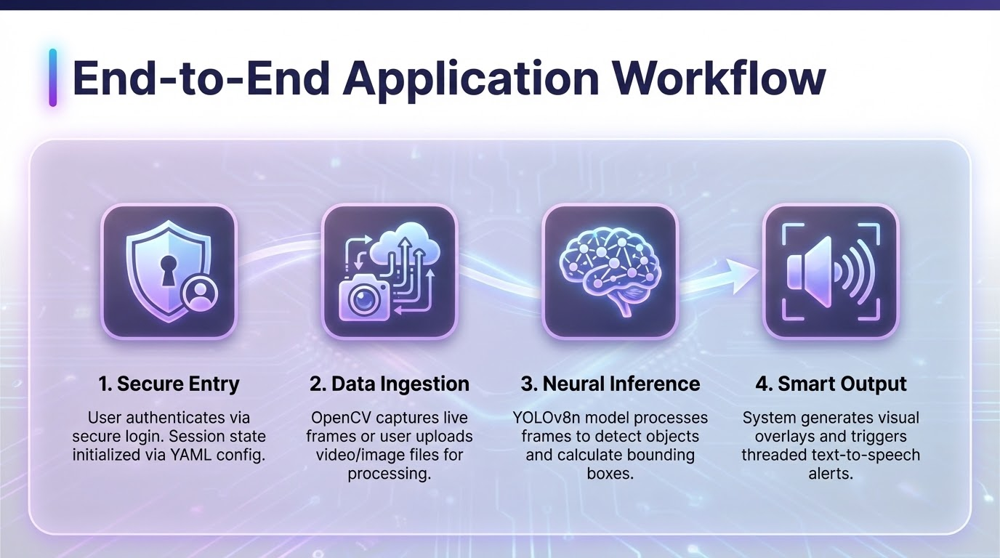 End-to-End Application Workflow
1. Secure Entry
User authenticates via
secure login. Session state
initialized via YAML config.
2. Data Ingestion
OpenCV captures live
frames or user uploads
video/image files for
processing.
3. Neural Inference
YOLOv8n model processes
frames to detect objects
and calculate bounding
boxes.
4. Smart Output
System generates visual
overlays and triggers
threaded text-to-speech
alerts.